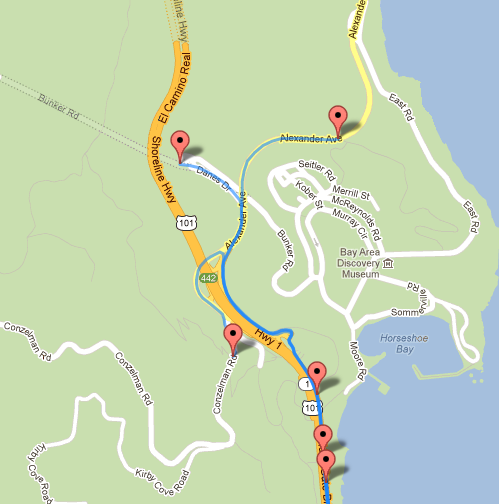 reline Hwy
Alexander
El Camino Real
Bunker Rd
East Rd
Alexander Ave
Shoreline Hwy
Danes Dr
Seitler Rd
Merrill St
Kober St
McReynolds Rd
Murray Cir
East Rd
101
Alexander Ave
Bunker Rd
Bay Area
Discovery
Museum
442
Sommerville Rd
Conzelman Rd
Hwy 1
Horseshoe
Bay
Moore Rd
Conzelman Rd
Conzelman Rd
1
101
Kirby
Cove Road
Kirby Cove Road